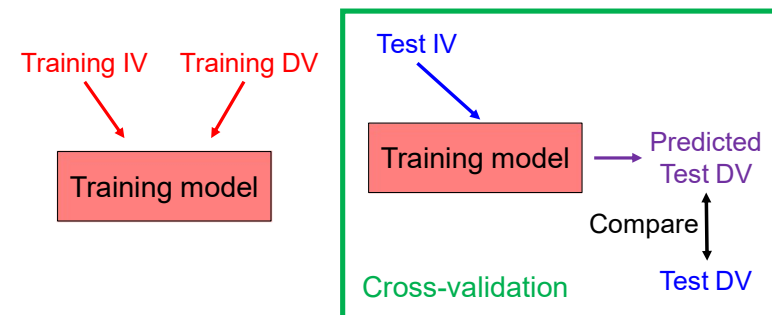 Training IV
Training DV
Training model
Test IV
Training model
Predicted
Test DV
Compare
Test DV
Cross-validation